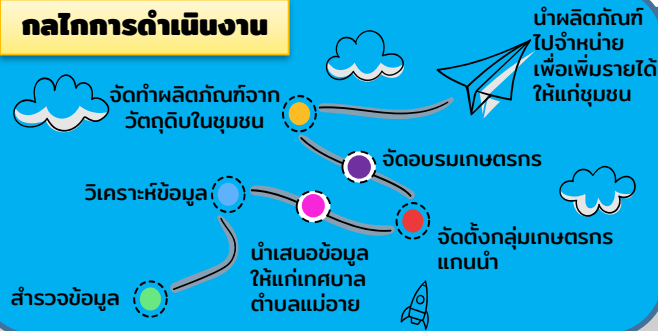 กลไกการดำเนินงาน
นำผลิตภัณฑ์
ไปจำหน่าย
เพื่อเพิ่มรายได้
ให้แก่ชุมชน
จัดทำผลิตภัณฑ์จาก
วัตถุดิบในชุมชน
จัดอบรมเกษตรกร
วิเคราะห์ข้อมูล
จัดตั้งกลุ่มเกษตรกร
แกนนำ
นำเสนอข้อมูล
ให้แก่เทศบาล
ตำบลแม่อาย
สำรวจข้อมูล